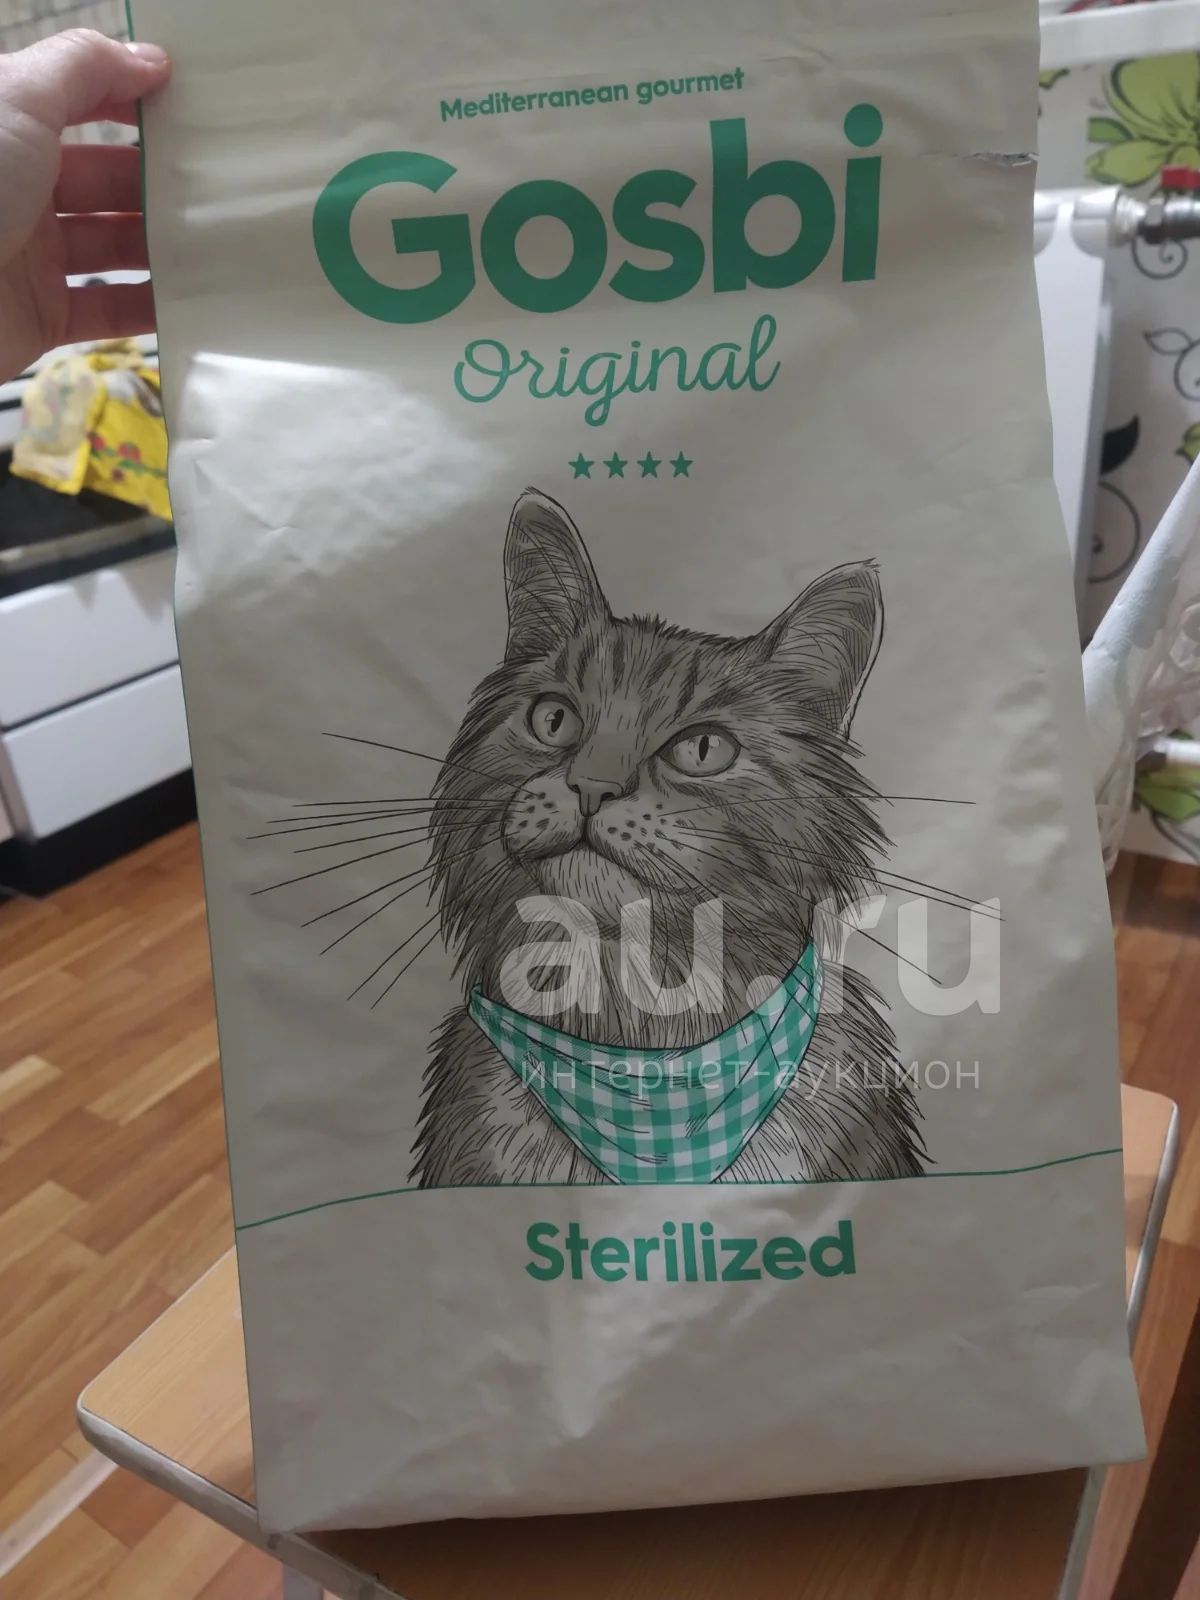 Mediterranean gourmet
Gosbi
Original
au.ru
интернет-аукцион
Sterilized